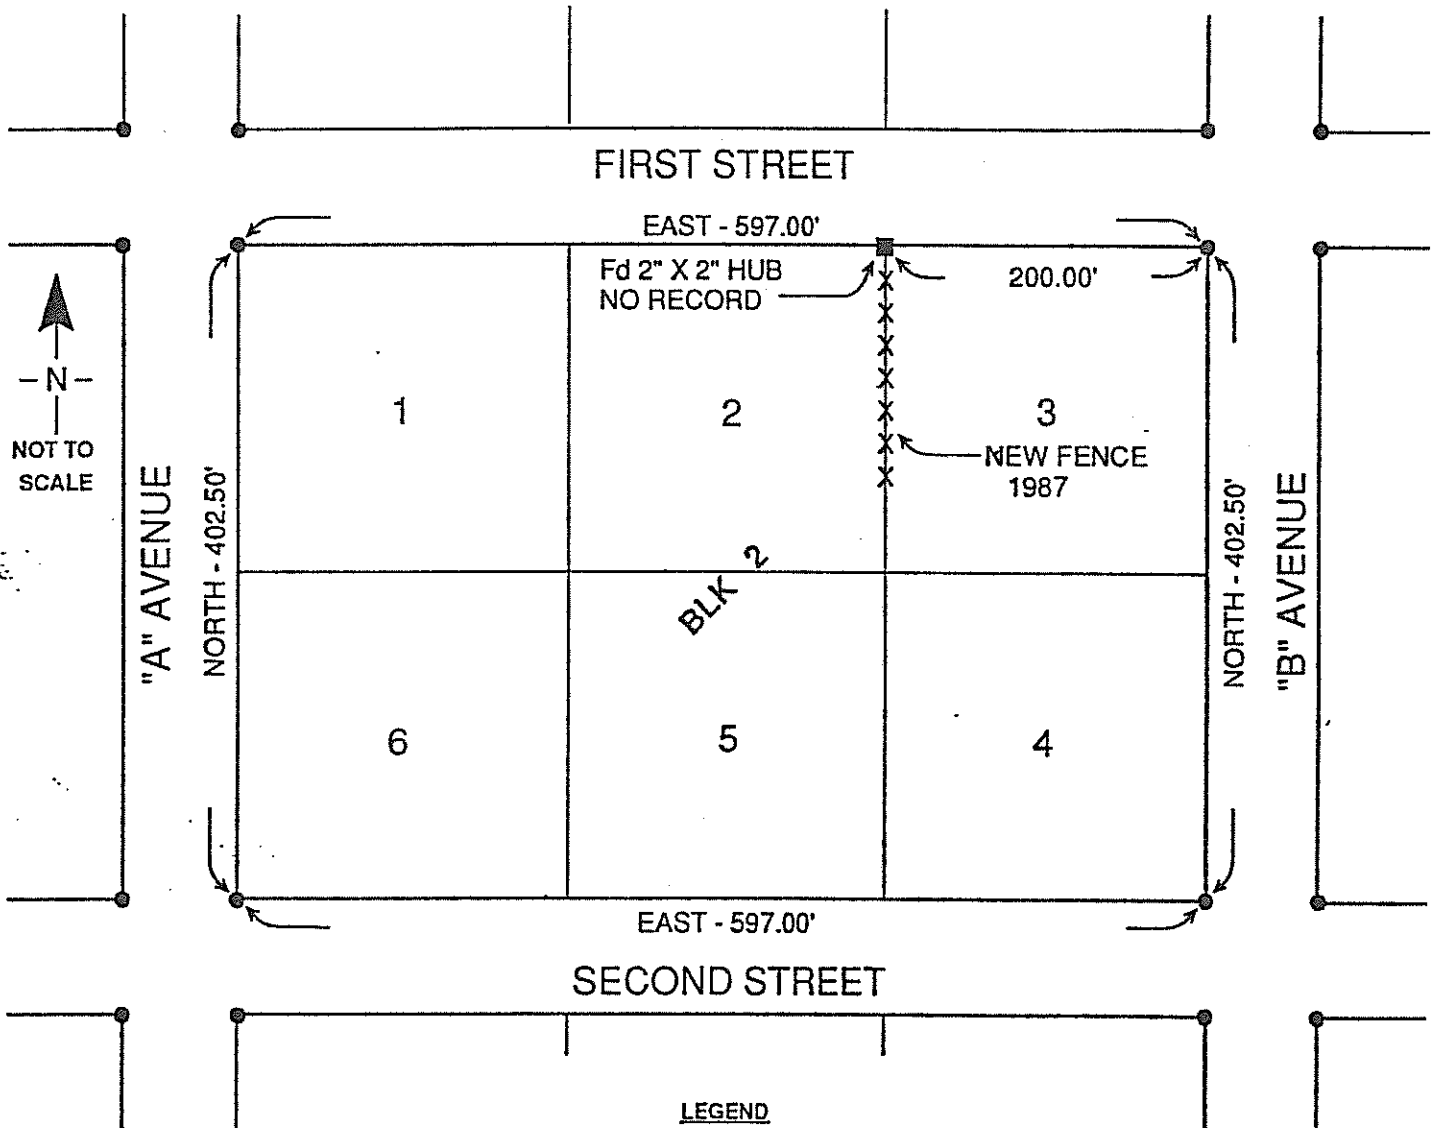 FIRST STREET
EAST - 597.00'
Fd 2" X 2" HUB
NO RECORD
200.00'
- N -
NOT TO
SCALE
1
2
3
NEW FENCE
1987
"A" AVENUE
NORTH - 402.50'
BLK 2
NORTH - 402.50'
"B" AVENUE
6
5
4
EAST - 597.00'
SECOND STREET
LEGEND